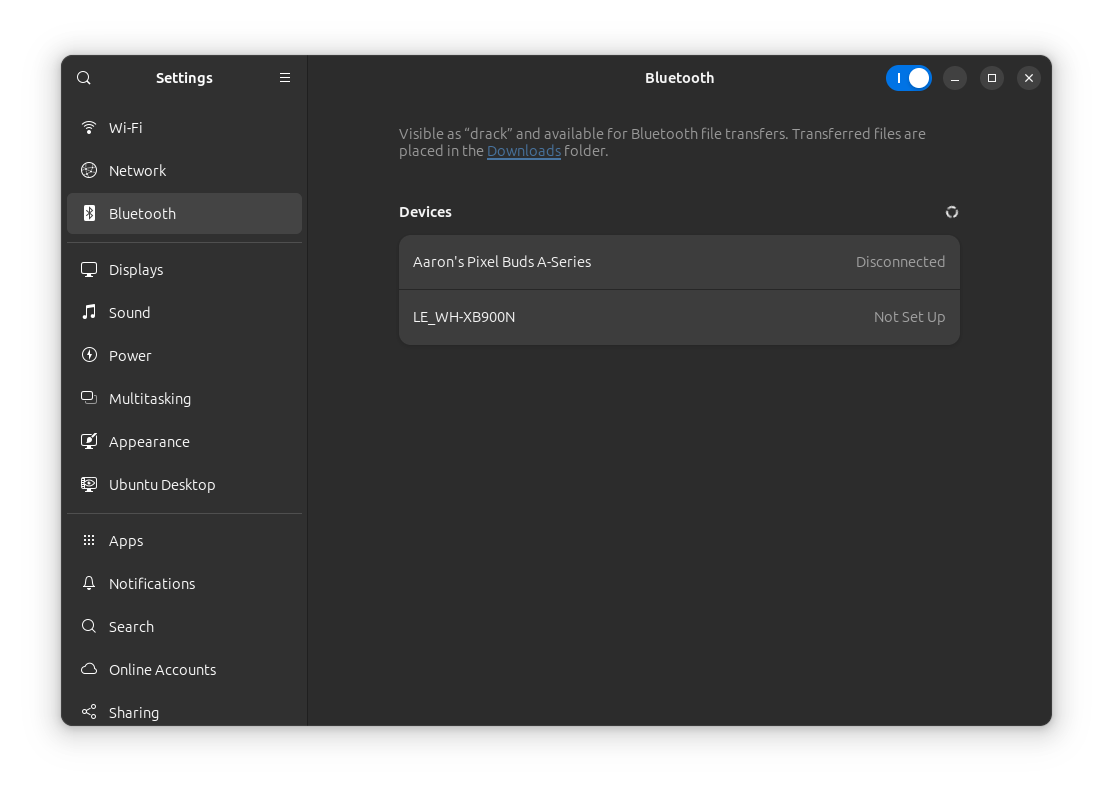 Settings
Bluetooth
Wi-Fi
Network
Bluetooth
Displays
Sound
Power
Multitasking
Appearance
Ubuntu Desktop
Apps
Notifications
Search
Online Accounts
Sharing
Visible as “drack” and available for Bluetooth file transfers. Transferred files are
placed in the Downloads folder.
Devices
Aaron's Pixel Buds A-Series Disconnected
LE_WH-XB900N Not Set Up